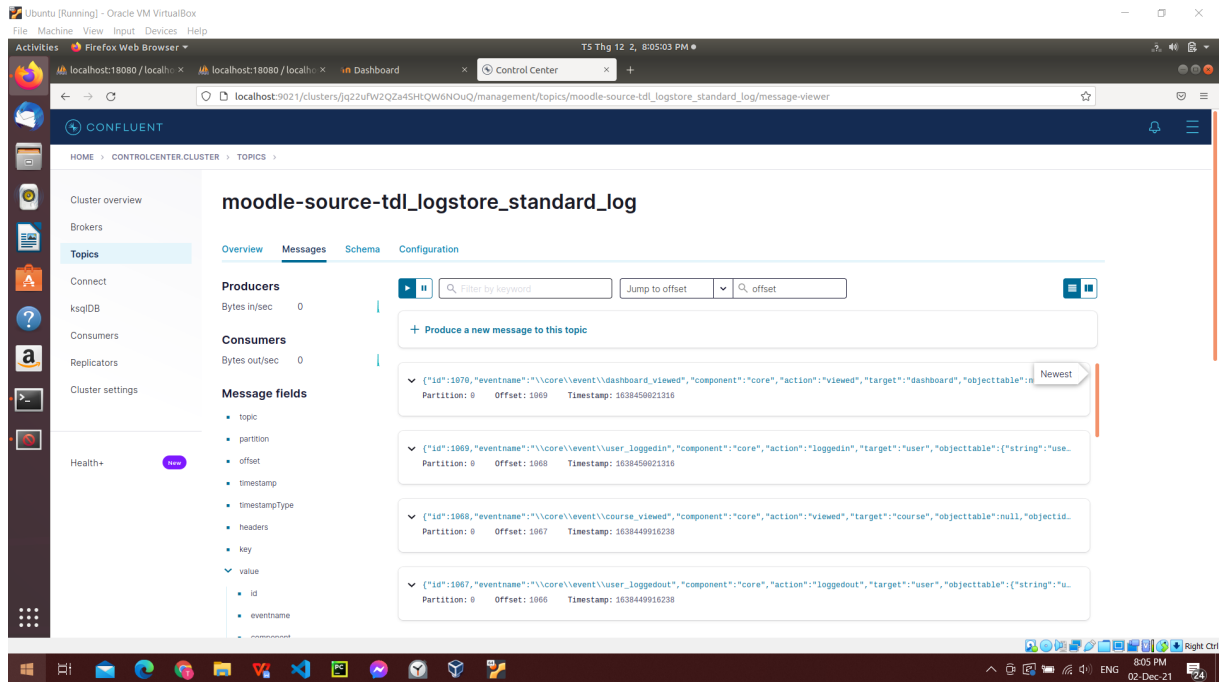 Ubuntu [Running] - Oracle VM VirtualBox
File Machine View Input Devices Help
Activities Firefox Web Browser T5 Thg 12 2, 8:05:03 PM
localhost:18080 / localho localhost:18080 / localho Dashboard Control Center
localhost:9021/clusters/jq22ufW2QZa4SHtQW6NOuQ/management/topics/moodle-source-tdl_logstore_standard_log/message-viewer
CONFLUENT
HOME > CONTROLCENTER.CLUSTER > TOPICS >
Cluster overview
Brokers
Topics
Connect
ksqlDB
Consumers
Replicators
Cluster settings
Health+ New
moodle-source-tdl_logstore_standard_log
Overview Messages Schema Configuration
Producers
Bytes in/sec 0
Consumers
Bytes out/sec 0
Message fields
topic
partition
offset
timestamp
timestampType
headers
key
value
id
eventname
component
Filter by keyword Jump to offset offset
+ Produce a new message to this topic
Newest
{"id":1070,"eventname":"\\core\\event\\dashboard_viewed","component":"core","action":"viewed","target":"dashboard","objecttable":n
Partition: 0 Offset: 1069 Timestamp: 1638450021316
{"id":1069,"eventname":"\\core\\event\\user_loggedin","component":"core","action":"loggedin","target":"user","objecttable":{"string":"use…
Partition: 0 Offset: 1068 Timestamp: 1638450021316
{"id":1068,"eventname":"\\core\\event\\course_viewed","component":"core","action":"viewed","target":"course","objecttable":null,"objectid…
Partition: 0 Offset: 1067 Timestamp: 1638449916238
{"id":1067,"eventname":"\\core\\event\\user_loggedout","component":"core","action":"loggedout","target":"user","objecttable":{"string":"u…
Partition: 0 Offset: 1066 Timestamp: 1638449916238
Right Ctrl
ENG 8:05 PM
02-Dec-21 24